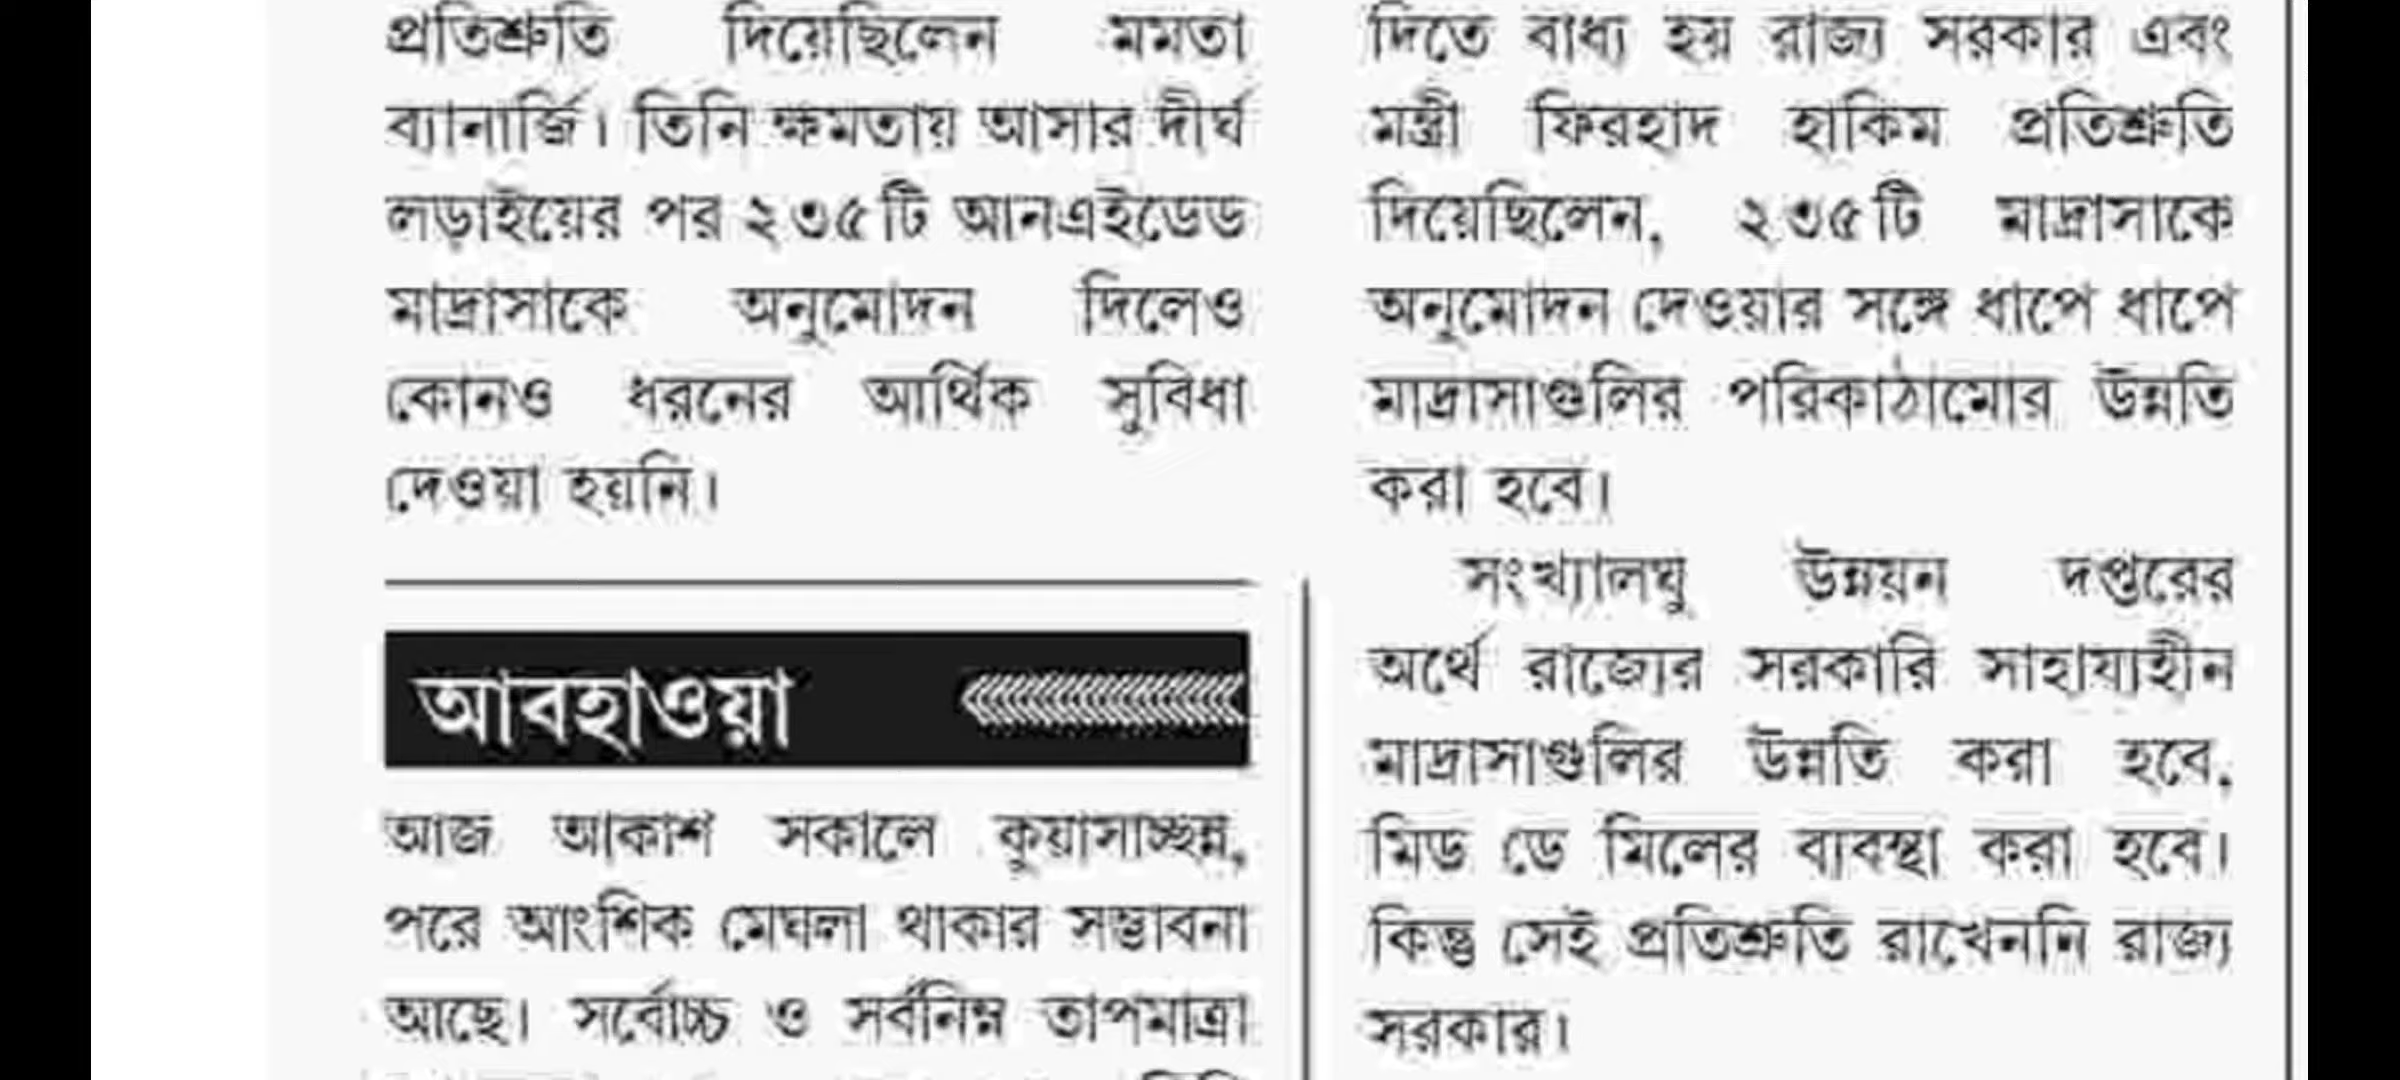 প্রতিশ্রুতি দিয়েছিলেন মমতা
ব্যানার্জি। তিনি ক্ষমতায় আসার দীর্ঘ
লড়াইয়ের পর ২৩৫টি আনএইডেড
মাদ্রাসাকে অনুমোদন দিলেও
কোনও ধরনের আর্থিক সুবিধা
দেওয়া হয়নি।
আবহাওয়া
আজ আকাশ সকালে কুয়াসাচ্ছন্ন,
পরে আংশিক মেঘলা থাকার সম্ভাবনা
আছে। সর্বোচ্চ ও সর্বনিম্ন তাপমাত্রা
দিতে বাধ্য হয় রাজ্য সরকার এবং
মন্ত্রী ফিরহাদ হাকিম প্রতিশ্রুতি
দিয়েছিলেন, ২৩৫টি মাদ্রাসাকে
অনুমোদন দেওয়ার সঙ্গে ধাপে ধাপে
মাদ্রাসাগুলির পরিকাঠামোর উন্নতি
করা হবে।
সংখ্যালঘু উন্নয়ন দপ্তরের
অর্থে রাজ্যের সরকারি সাহায্যহীন
মাদ্রাসাগুলির উন্নতি করা হবে,
মিড ডে মিলের ব্যবস্থা করা হবে।
কিন্তু সেই প্রতিশ্রুতি রাখেননি রাজ্য
সরকার।